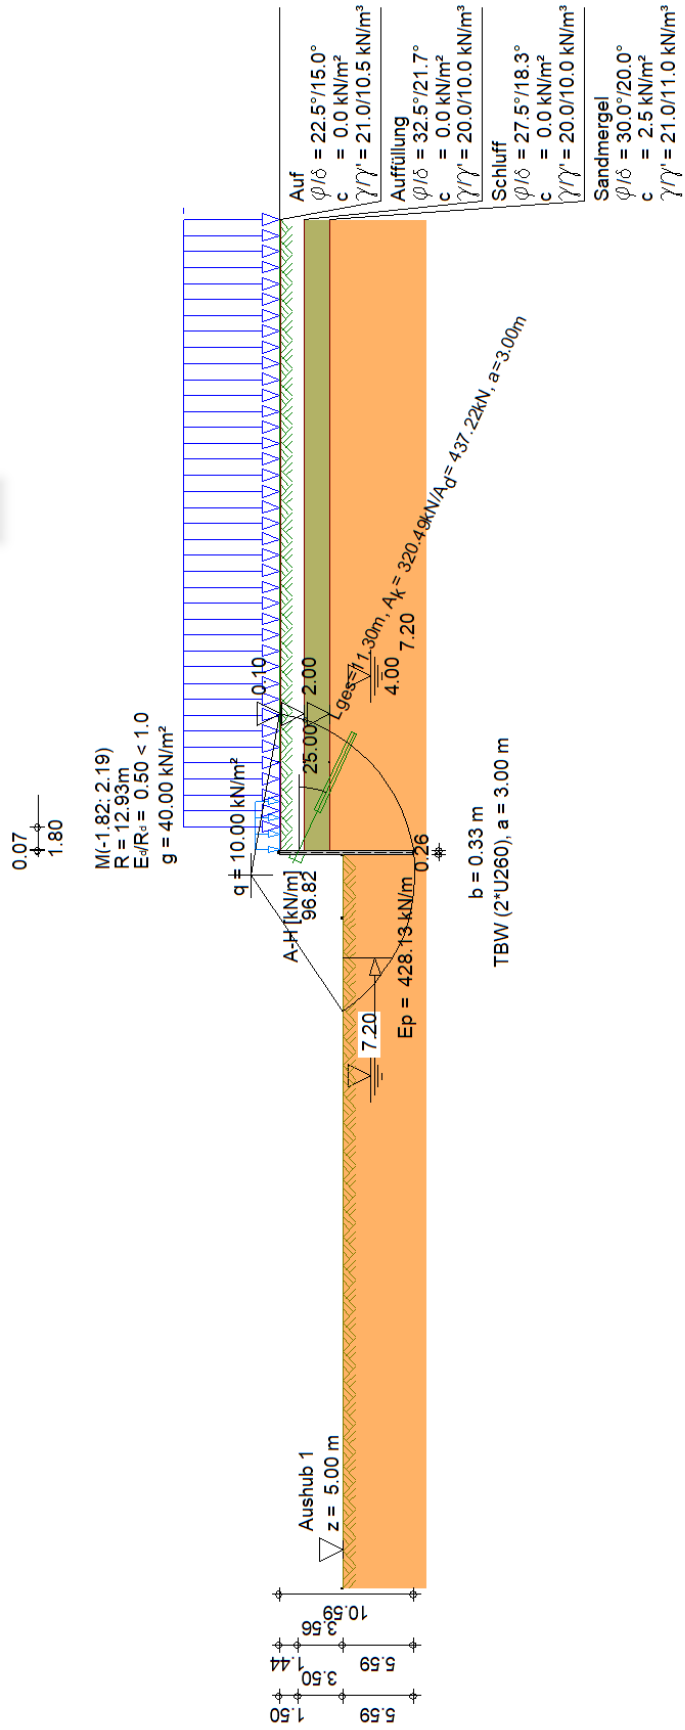 0.07
1.80
M(-1.82; 2.19)
R = 12.93m
Ed/Rd = 0.50 < 1.0
g = 40.00 kN/m²
q = 10.00 kN/m²
0.10
2.00
4.00
7.20
25.00
Lges=11.30m, Ak = 320.49kN/Ad = 437.22kN, a=3.00m
A-H [kN/m]
96.82
Ep = 428.13 kN/m
0.26
7.20
b = 0.33 m
TBW (2*U260), a = 3.00 m
Aushub 1
z = 5.00 m
Auf
φ/δ = 22.5°/15.0°
c = 0.0 kN/m²
γ/γ' = 21.0/10.5 kN/m³
Auffüllung
φ/δ = 32.5°/21.7°
c = 0.0 kN/m²
γ/γ' = 20.0/10.0 kN/m³
Schluff
φ/δ = 27.5°/18.3°
c = 0.0 kN/m²
γ/γ' = 20.0/10.0 kN/m³
Sandmergel
φ/δ = 30.0°/20.0°
c = 2.5 kN/m²
γ/γ' = 21.0/11.0 kN/m³
10.59
1.44
3.56
5.59
1.50
3.50
5.59